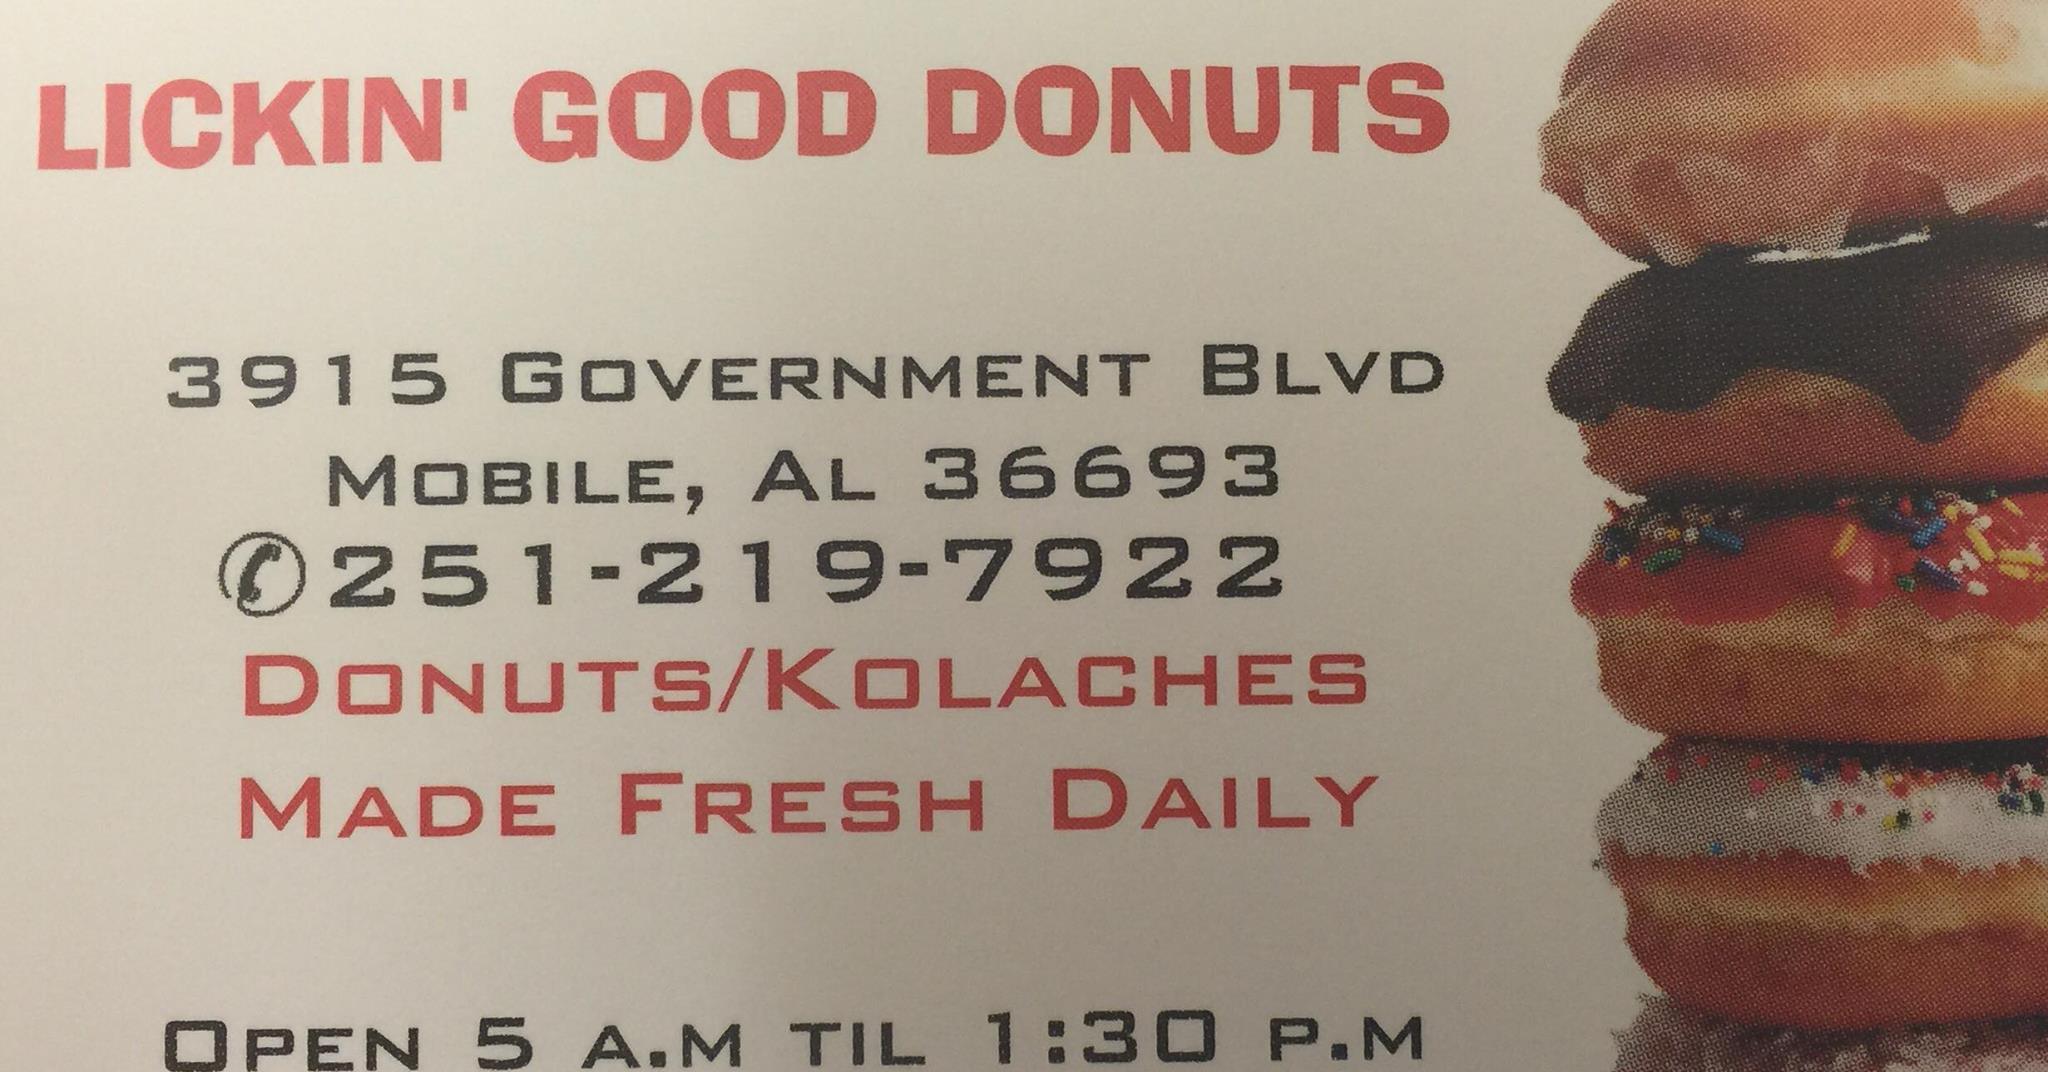 LICKIN' GOOD DONUTS
3915 GOVERNMENT BLVD
MOBILE, AL 36693
✆251-219-7922
DONUTS/KOLACHES
MADE FRESH DAILY
OPEN 5 A.M TIL 1:30 P.M